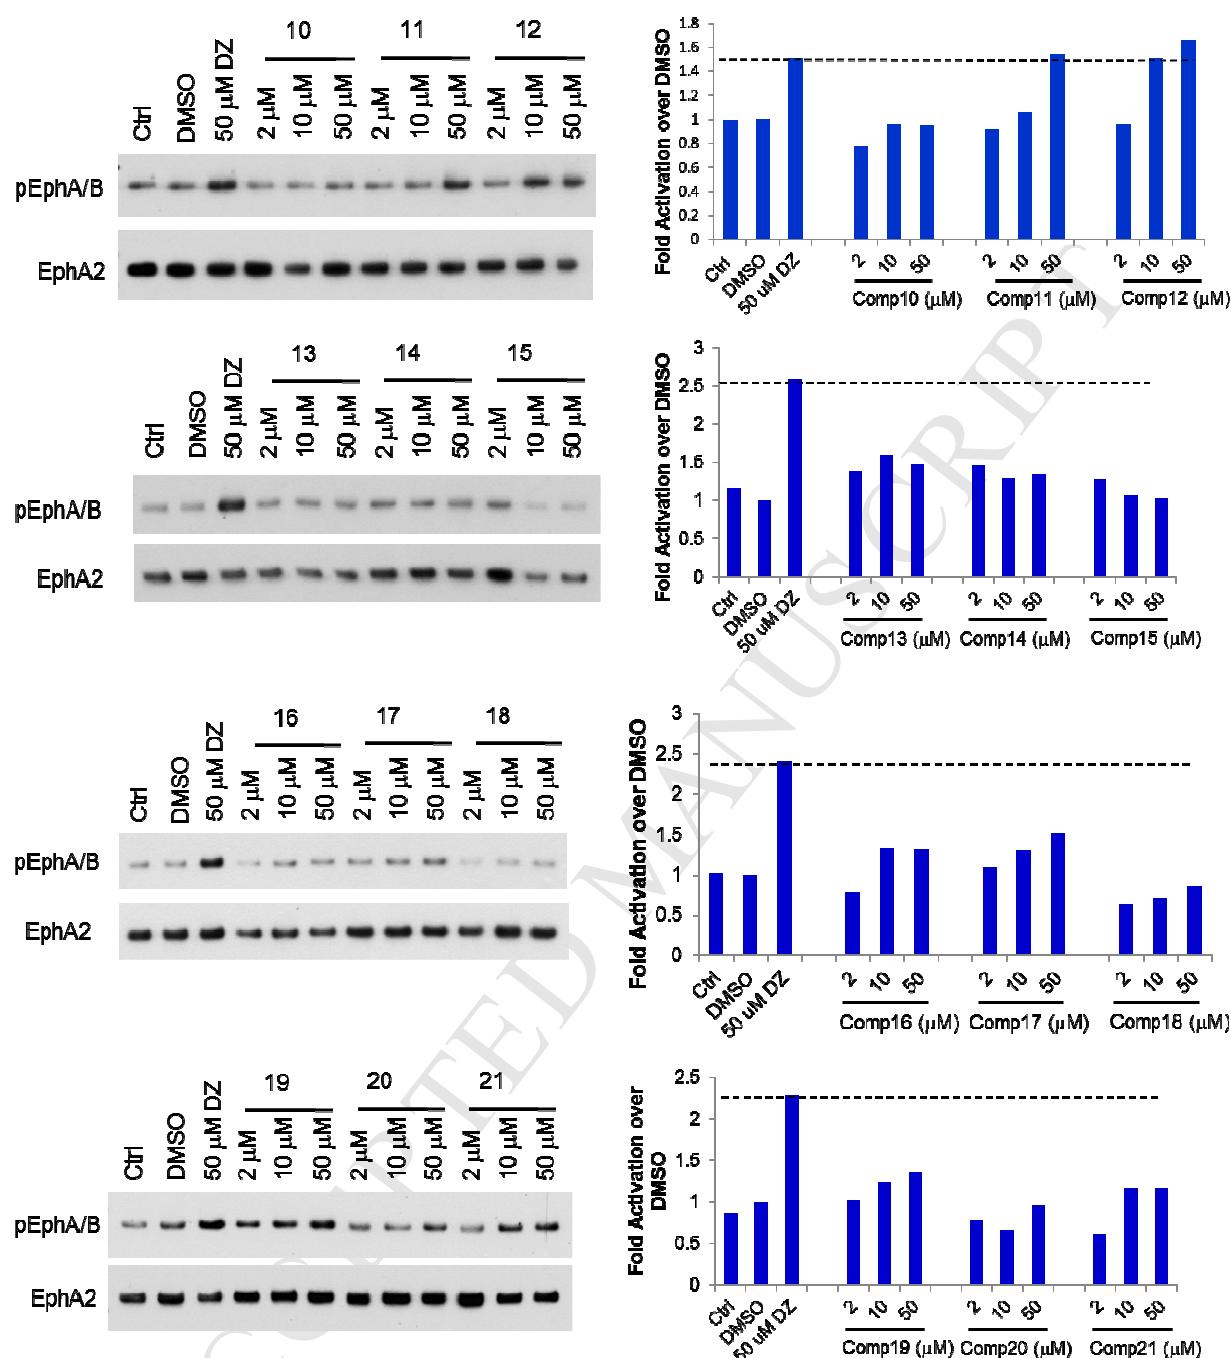 10 11 12
Ctrl
DMSO
50 µM DZ
2 µM
10 µM
50 µM
2 µM
10 µM
50 µM
2 µM
10 µM
50 µM
pEphA/B
EphA2
Fold Activation over DMSO
1.8
1.6
1.4
1.2
1
0.8
0.6
0.4
0.2
0
Ctrl
DMSO
50 uM DZ
2 10 50 2 10 50 2 10 50
Comp10 (µM) Comp11 (µM) Comp12 (µM)
13 14 15
Ctrl
DMSO
50 µM DZ
2 µM
10 µM
50 µM
2 µM
10 µM
50 µM
2 µM
10 µM
50 µM
pEphA/B
EphA2
Fold Activation over DMSO
3
2.5
2
1.5
1
0.5
0
Ctrl
DMSO
50 uM DZ
2 10 50 2 10 50 2 10 50
Comp13 (µM) Comp14 (µM) Comp15 (µM)
16 17 18
Ctrl
DMSO
50 µM DZ
2 µM
10 µM
50 µM
2 µM
10 µM
50 µM
2 µM
10 µM
50 µM
pEphA/B
EphA2
Fold Activation over DMSO
3
2.5
2
1.5
1
0.5
0
Ctrl
DMSO
50 uM DZ
2 10 50 2 10 50 2 10 50
Comp16 (µM) Comp17 (µM) Comp18 (µM)
19 20 21
Ctrl
DMSO
50 µM DZ
2 µM
10 µM
50 µM
2 µM
10 µM
50 µM
2 µM
10 µM
50 µM
pEphA/B
EphA2
Fold Activation over
DMSO
2.5
2
1.5
1
0.5
0
Ctrl
DMSO
50 uM DZ
2 10 50 2 10 50 2 10 50
Comp19 (µM) Comp20 (µM) Comp21 (µM)
CCEPTED MANUSCRIPT